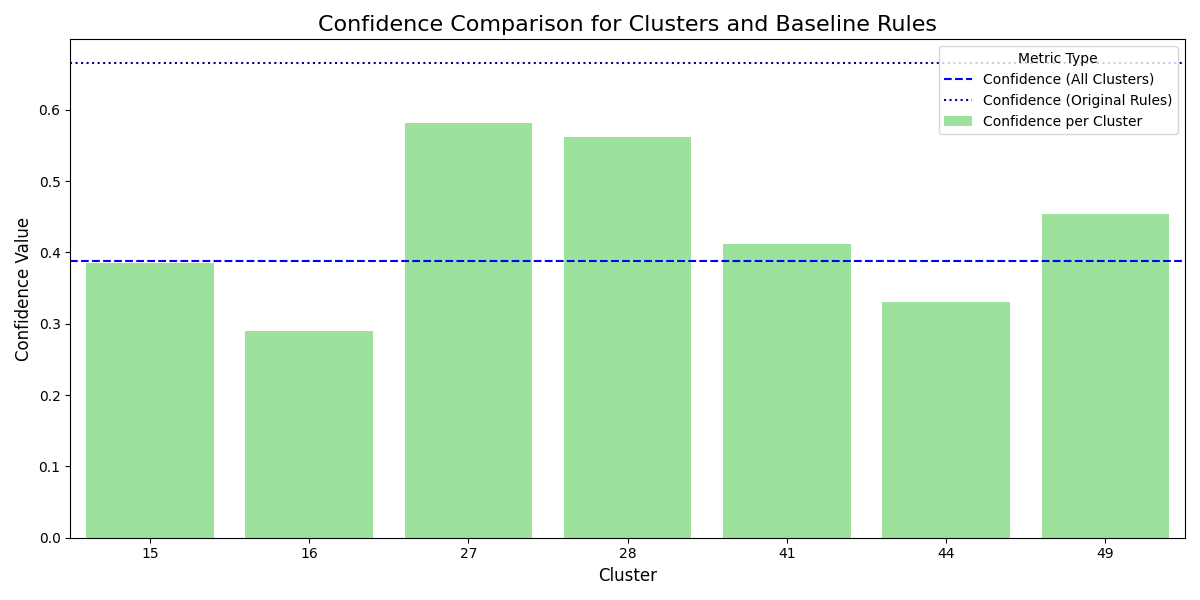 Confidence Comparison for Clusters and Baseline Rules
Metric Type
Confidence (All Clusters)
Confidence (Original Rules)
Confidence per Cluster
Confidence Value
0.6
0.5
0.4
0.3
0.2
0.1
0.0
15 16 27 28 41 44 49
Cluster